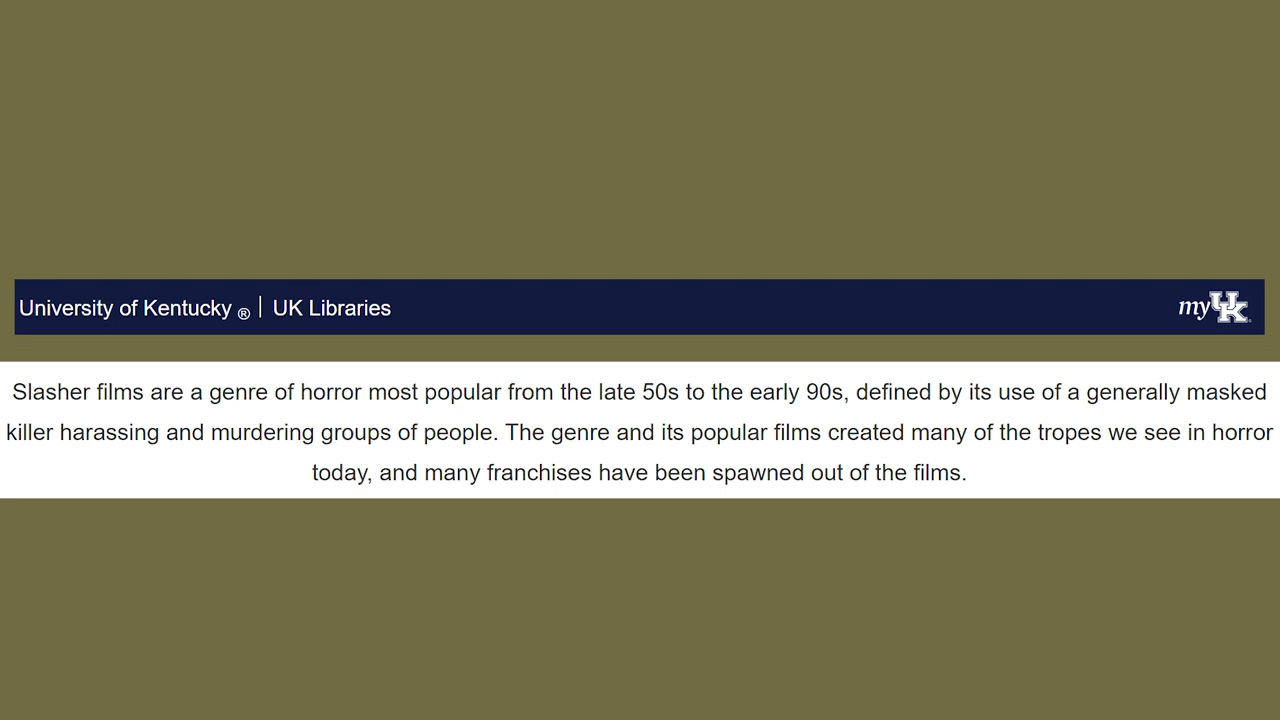 University of Kentucky ® | UK Libraries
my UK
Slasher films are a genre of horror most popular from the late 50s to the early 90s, defined by its use of a generally masked
killer harassing and murdering groups of people. The genre and its popular films created many of the tropes we see in horror
today, and many franchises have been spawned out of the films.